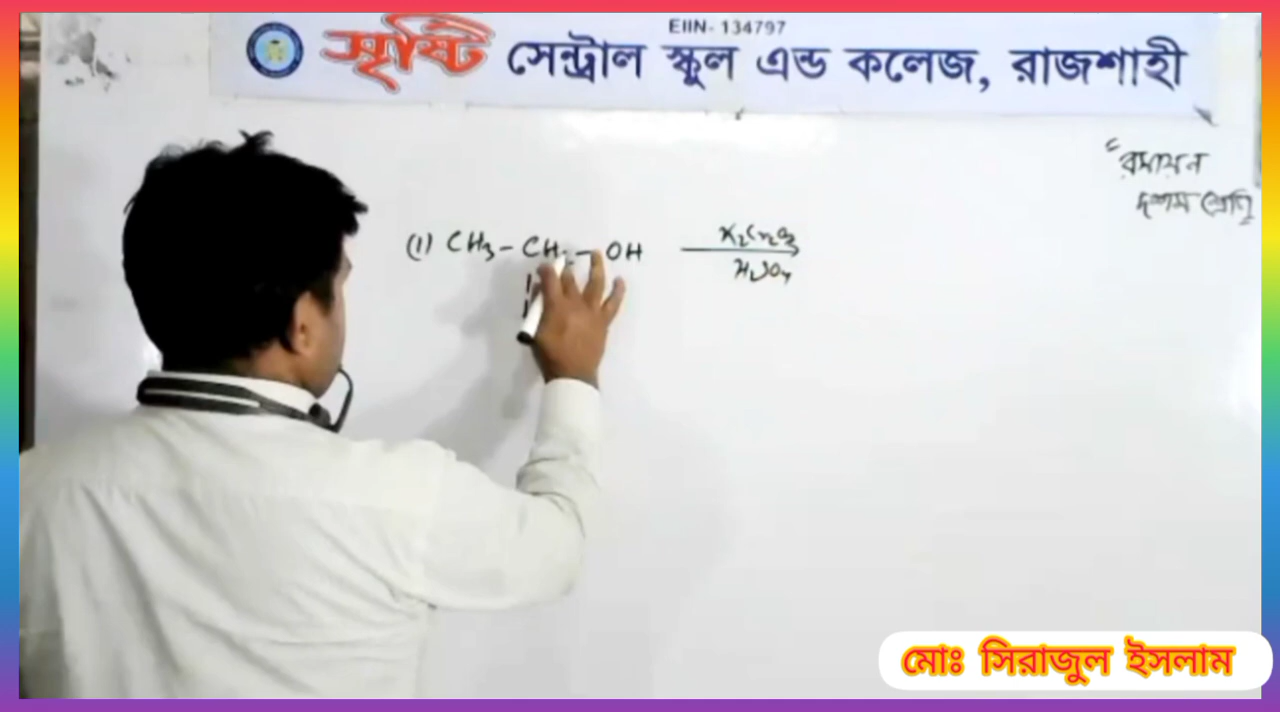 EIIN- 134797
সৃষ্টি সেন্ট্রাল স্কুল এন্ড কলেজ, রাজশাহী
"রসায়ন
দশম শ্রেণি
(1) CH3 - CH2 - OH K2Cr2O7
H2SO4
মোঃ সিরাজুল ইসলাম